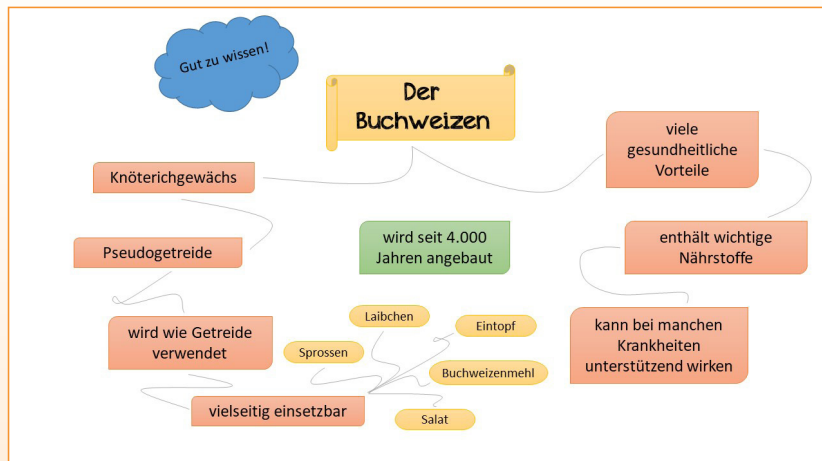 Gut zu wissen!
Der
Buchweizen
Knöterichgewächs
Pseudogetreide
wird wie Getreide
verwendet
vielseitig einsetzbar
Sprossen
Laibchen
Eintopf
Buchweizenmehl
Salat
wird seit 4.000
Jahren angebaut
viele
gesundheitliche
Vorteile
enthält wichtige
Nährstoffe
kann bei manchen
Krankheiten
unterstützend wirken